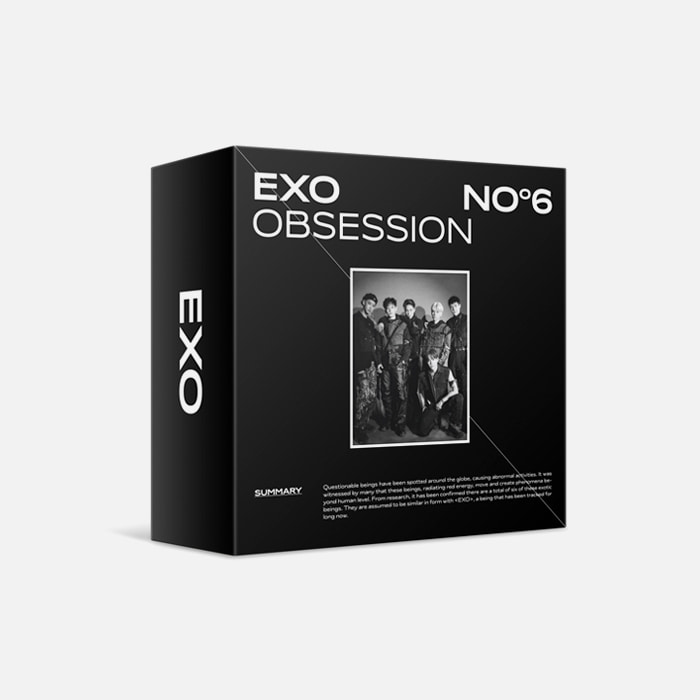 EXO
NO°6
OBSESSION
EXO
SUMMARY
Questionable beings have been spotted around the globe, causing abnormal activities. It was
witnessed by many that these beings, radiating red energy, move and create phenomena be-
yond human level. From research, it has been confirmed there are a total of six of these exotic
beings. They are assumed to be similar in form with <EXO>, a being that has been tracked for
long now.